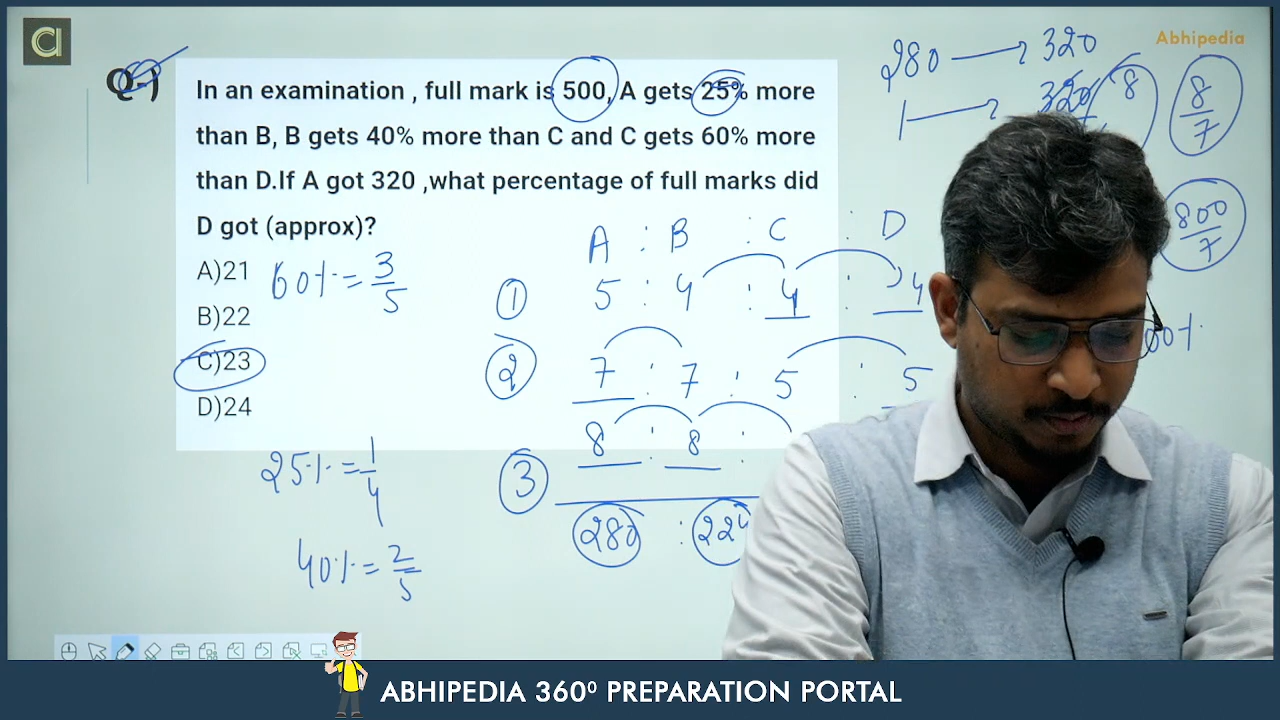 Abhipedia
Q-1
In an examination , full mark is 500, A gets 25% more
than B, B gets 40% more than C and C gets 60% more
than D.If A got 320 ,what percentage of full marks did
D got (approx)?
A)21
B)22
C)23
D)24
60% = 3/5
25% = 1/4
40% = 2/5
280 → 320
1 → 320/ 8
8/7
800/7
A : B : C : D
① 5 : 4 : 4 : 4
② 7 : 7 : 5 : 5
③ 8 : 8 :
280 : 224
ABHIPEDIA 360⁰ PREPARATION PORTAL